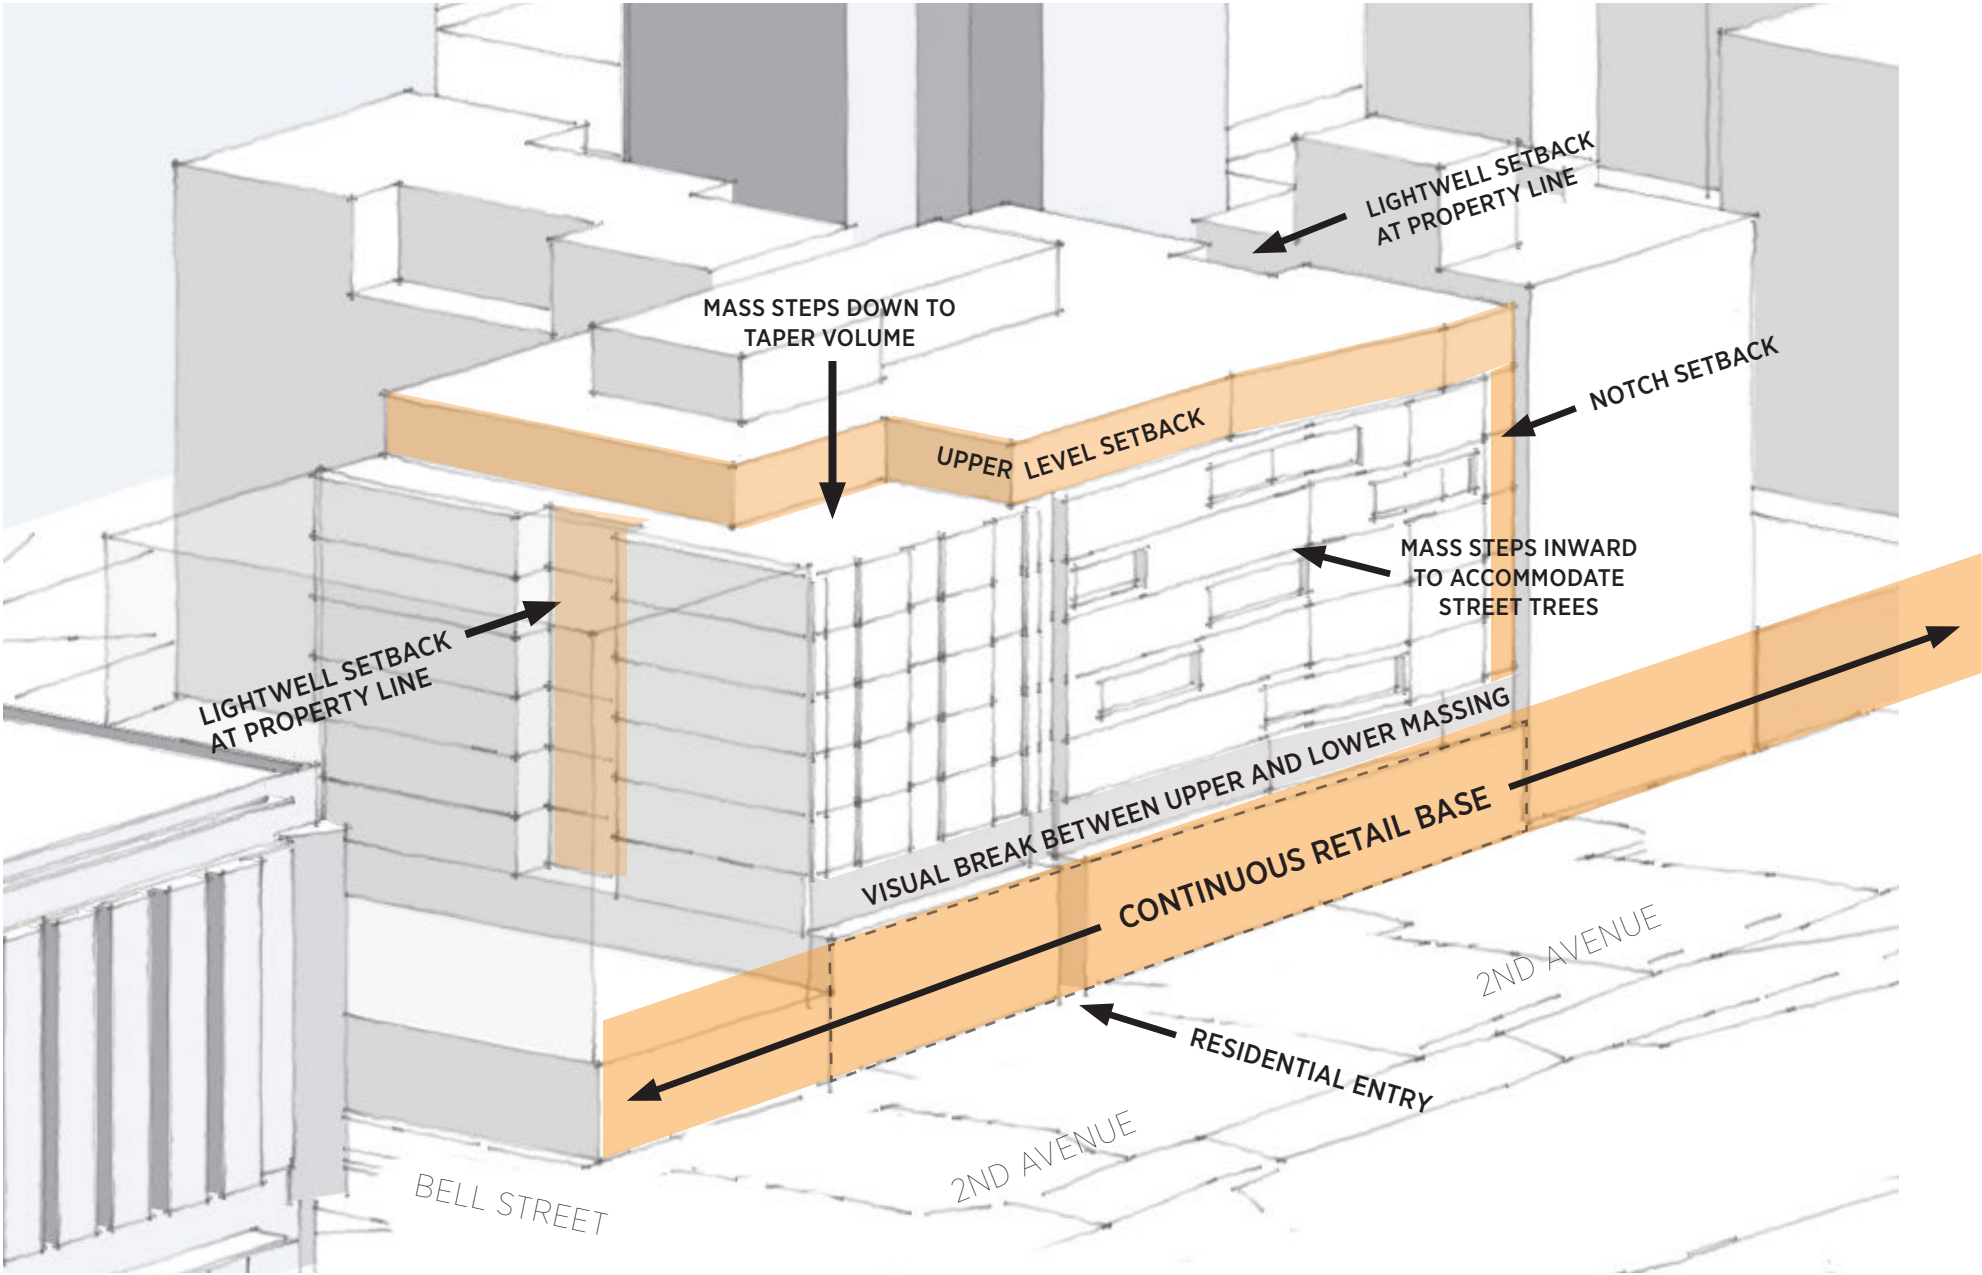 LIGHTWELL SETBACK
AT PROPERTY LINE
MASS STEPS DOWN TO
TAPER VOLUME
NOTCH SETBACK
UPPER LEVEL SETBACK
MASS STEPS INWARD
TO ACCOMMODATE
STREET TREES
LIGHTWELL SETBACK
AT PROPERTY LINE
VISUAL BREAK BETWEEN UPPER AND LOWER MASSING
CONTINUOUS RETAIL BASE
2ND AVENUE
RESIDENTIAL ENTRY
2ND AVENUE
BELL STREET